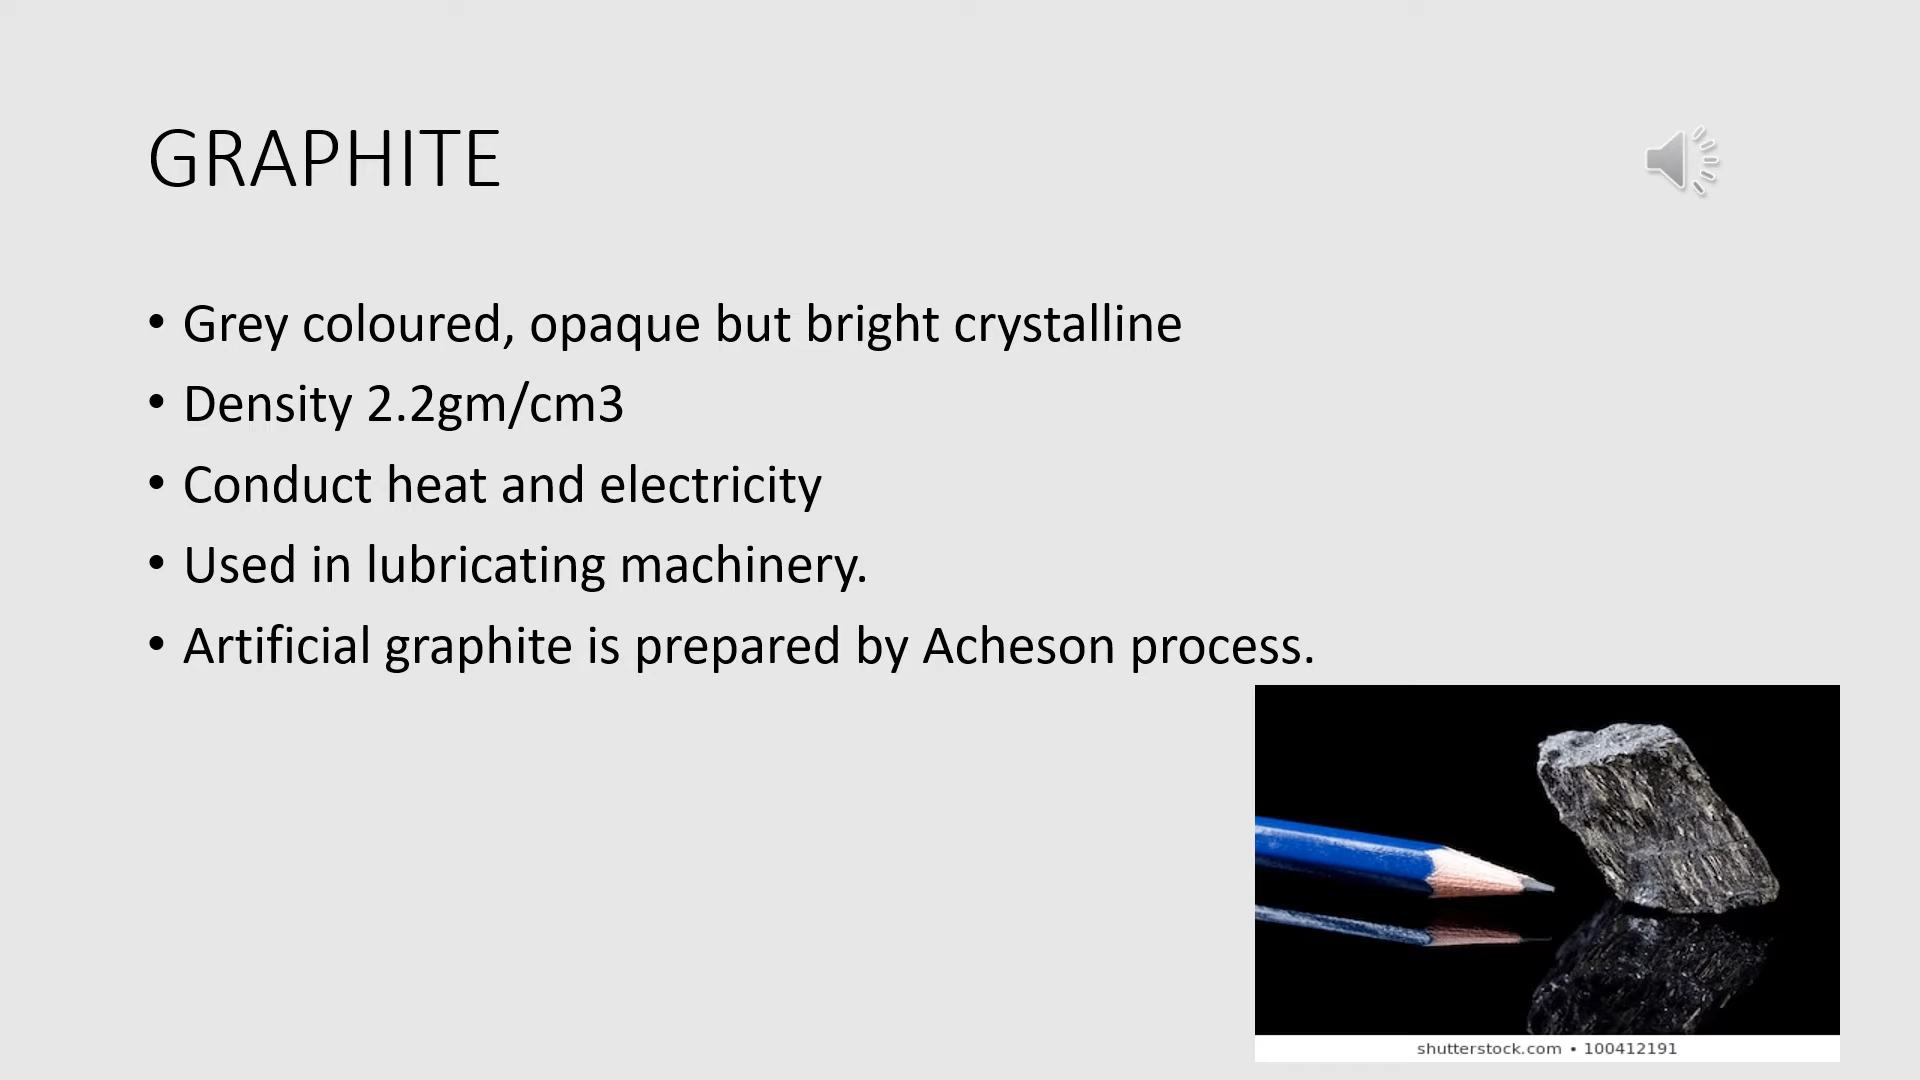 GRAPHITE
• Grey coloured, opaque but bright crystalline
• Density 2.2gm/cm3
• Conduct heat and electricity
• Used in lubricating machinery.
• Artificial graphite is prepared by Acheson process.
shutterstock.com • 100412191